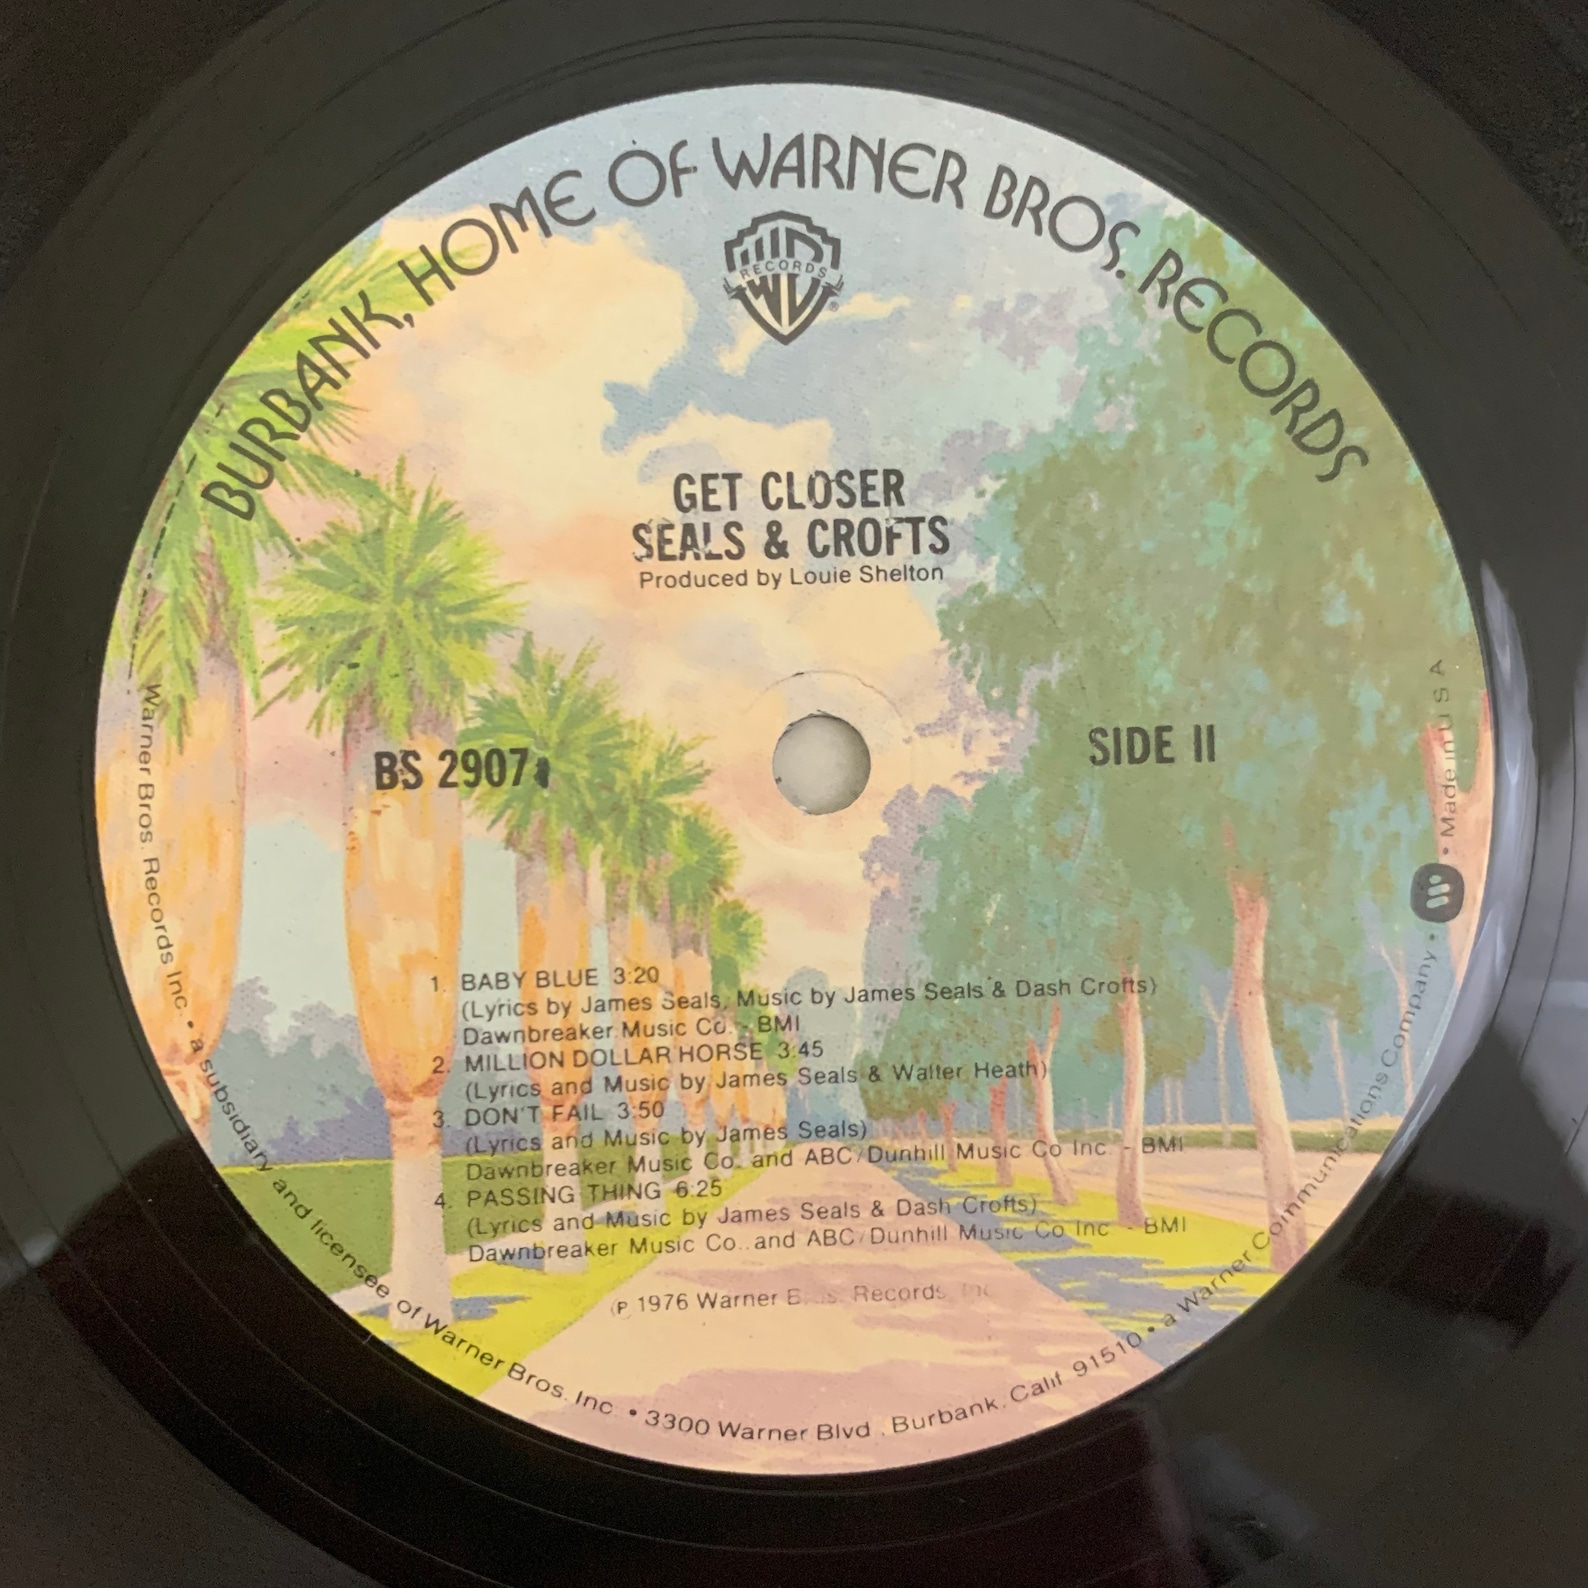 BURBANK, HOME OF WARNER BROS. RECORDS
RECORDS
GET CLOSER
SEALS & CROFTS
Produced by Louie Shelton
BS 2907
SIDE II
1. BABY BLUE 3:20
(Lyrics by James Seals, Music by James Seals & Dash Crofts)
Dawnbreaker Music Co. - BMI
2. MILLION DOLLAR HORSE 3:45
(Lyrics and Music by James Seals & Walter Heath)
3. DON'T FAIL 3:50
(Lyrics and Music by James Seals)
Dawnbreaker Music Co. and ABC/Dunhill Music Co Inc. - BMI
4. PASSING THING 6:25
(Lyrics and Music by James Seals & Dash Crofts)
Dawnbreaker Music Co. and ABC/Dunhill Music Co Inc - BMI
℗ 1976 Warner Records
Warner Bros. Records Inc. • a subsidiary and licensee of Warner Bros. Inc. • 3300 Warner Blvd., Burbank, Calif. 91510 • a Warner Communications Company • Made in U S A